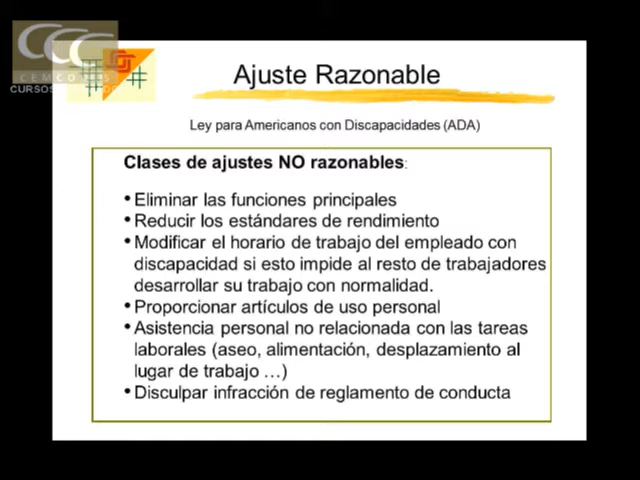 CCC
CEMCO
CURSOS
Ajuste Razonable
Ley para Americanos con Discapacidades (ADA)
Clases de ajustes NO razonables:
• Eliminar las funciones principales
• Reducir los estándares de rendimiento
• Modificar el horario de trabajo del empleado con
discapacidad si esto impide al resto de trabajadores
desarrollar su trabajo con normalidad.
• Proporcionar artículos de uso personal
• Asistencia personal no relacionada con las tareas
laborales (aseo, alimentación, desplazamiento al
lugar de trabajo …)
• Disculpar infracción de reglamento de conducta